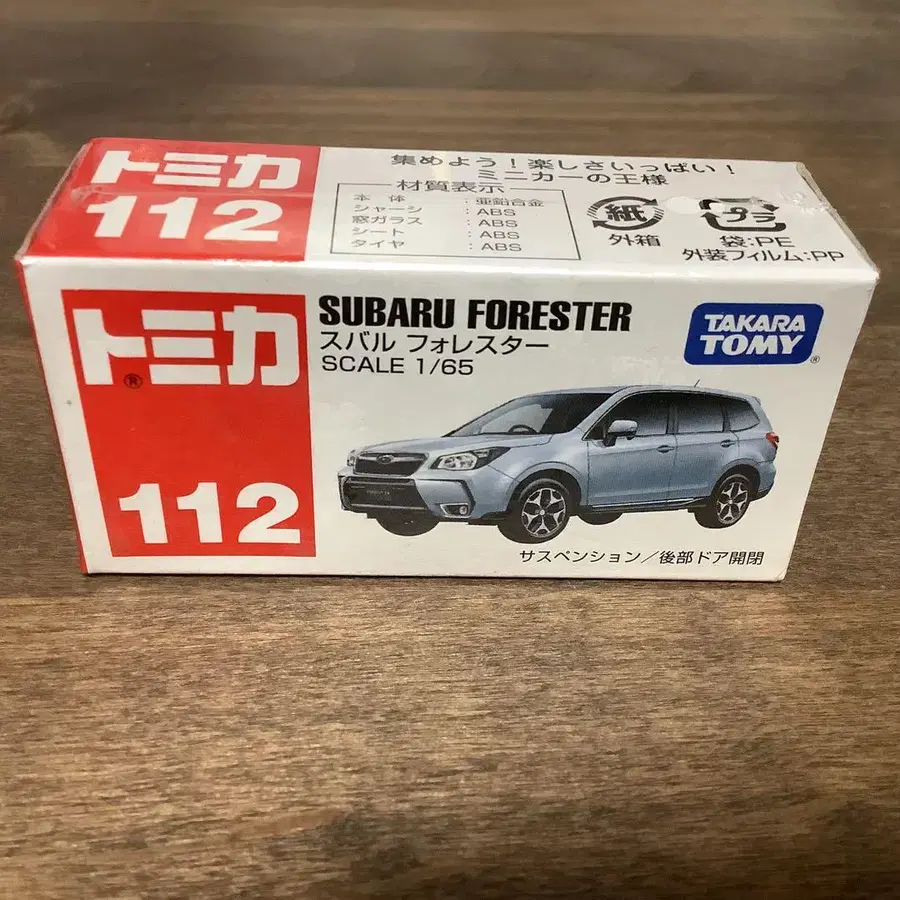 トミカ
112
集めよう！楽しさいっぱい！
ミニカーの王様
材質表示
本体：亜鉛合金
シャーシ：ABS
窓ガラス：ABS
シート：ABS
タイヤ：ABS
紙
外箱
プラ
袋:PE
外装フィルム:PP
トミカ®
112
SUBARU FORESTER
スバル フォレスター
SCALE 1/65
TAKARA
TOMY®
サスペンション／後部ドア開閉